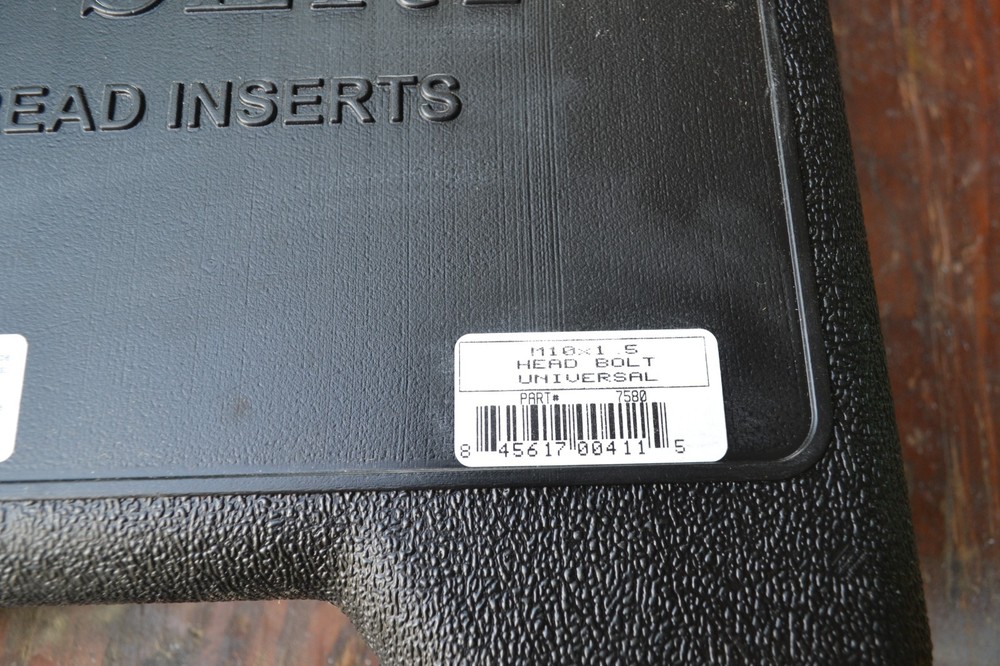 READ INSERTS
M10x1.5
HEAD BOLT
UNIVERSAL
PART# 7580
8 45617 00411 5